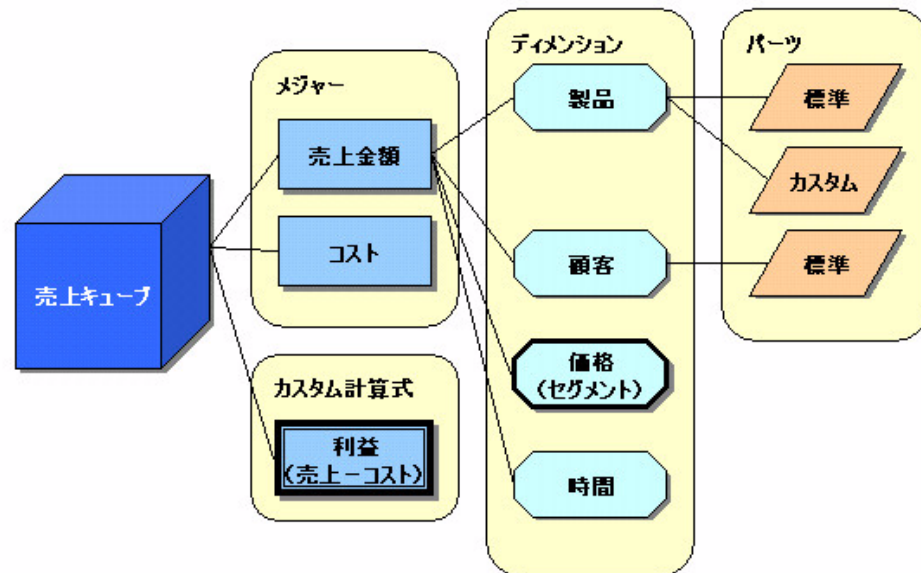 売上キューブ
メジャー
売上金額
コスト
カスタム計算式
利益
(売上-コスト)
ディメンション
製品
顧客
価格
(セグメント)
時間
パーツ
標準
カスタム
標準